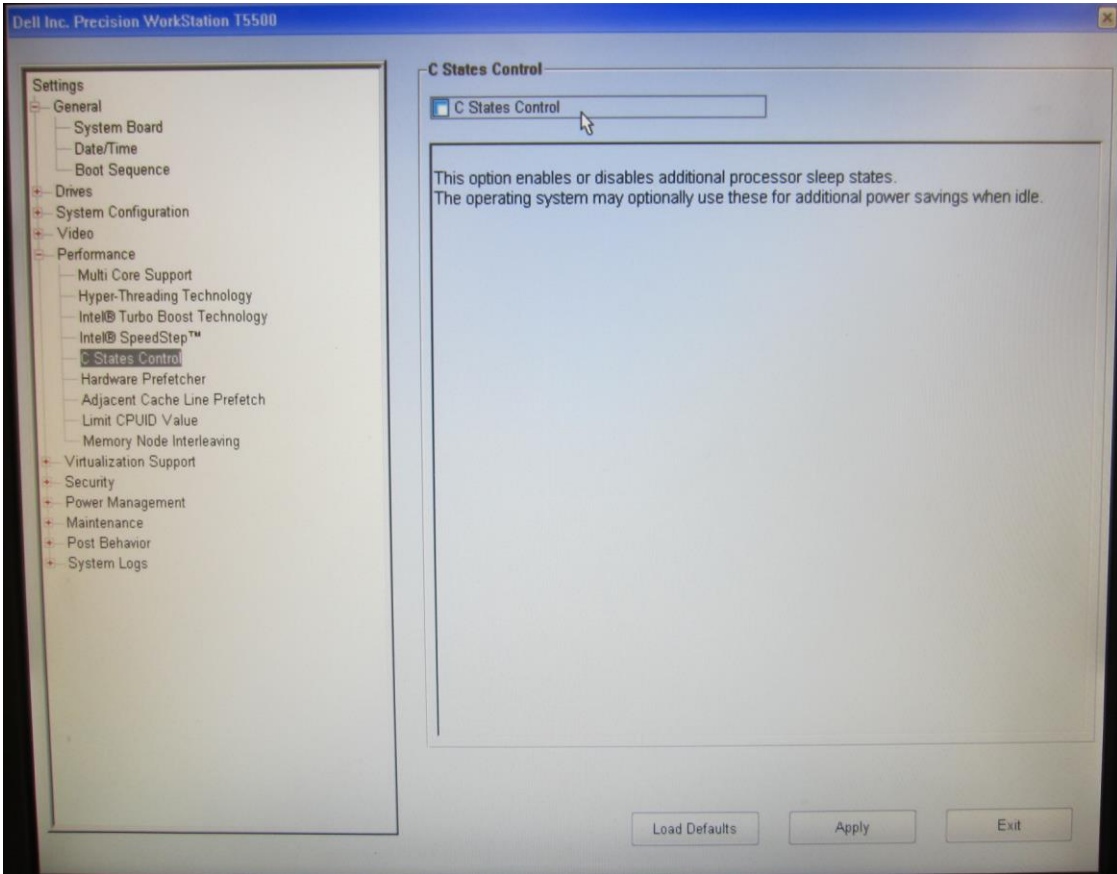 Dell Inc. Precision WorkStation T5500
Settings
General
System Board
Date/Time
Boot Sequence
Drives
System Configuration
Video
Performance
Multi Core Support
Hyper-Threading Technology
Intel® Turbo Boost Technology
Intel® SpeedStep™
C States Control
Hardware Prefetcher
Adjacent Cache Line Prefetch
Limit CPUID Value
Memory Node Interleaving
Virtualization Support
Security
Power Management
Maintenance
Post Behavior
System Logs
C States Control
C States Control
This option enables or disables additional processor sleep states.
The operating system may optionally use these for additional power savings when idle.
Load Defaults
Apply
Exit